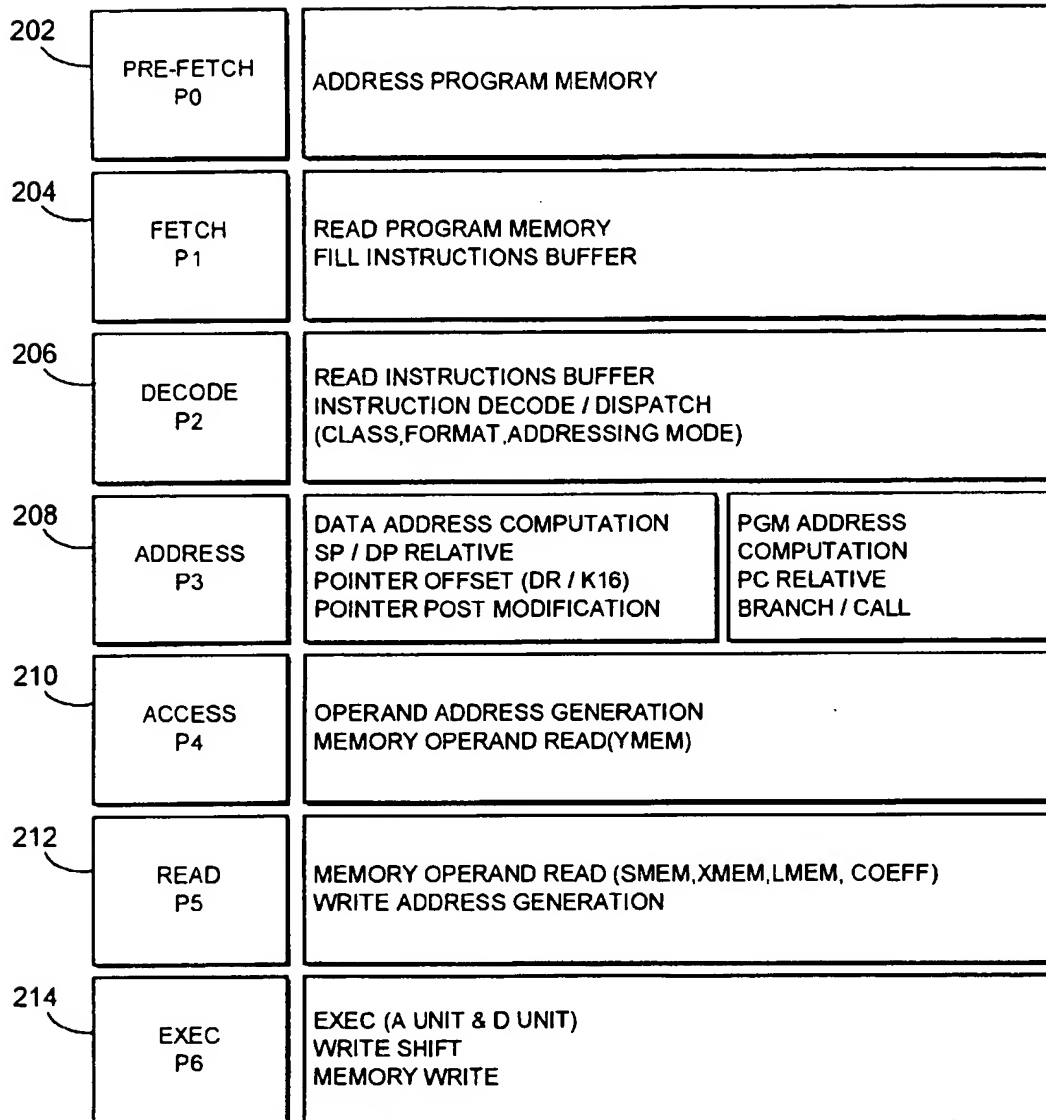 202
PRE-FETCH
P0
ADDRESS PROGRAM MEMORY
204
FETCH
P1
READ PROGRAM MEMORY
FILL INSTRUCTIONS BUFFER
206
DECODE
P2
READ INSTRUCTIONS BUFFER
INSTRUCTION DECODE / DISPATCH
(CLASS,FORMAT,ADDRESSING MODE)
208
ADDRESS
P3
DATA ADDRESS COMPUTATION
SP / DP RELATIVE
POINTER OFFSET (DR / K16)
POINTER POST MODIFICATION
PGM ADDRESS
COMPUTATION
PC RELATIVE
BRANCH / CALL
210
ACCESS
P4
OPERAND ADDRESS GENERATION
MEMORY OPERAND READ(YMEM)
212
READ
P5
MEMORY OPERAND READ (SMEM,XMEM,LMEM, COEFF)
WRITE ADDRESS GENERATION
214
EXEC
P6
EXEC (A UNIT & D UNIT)
WRITE SHIFT
MEMORY WRITE